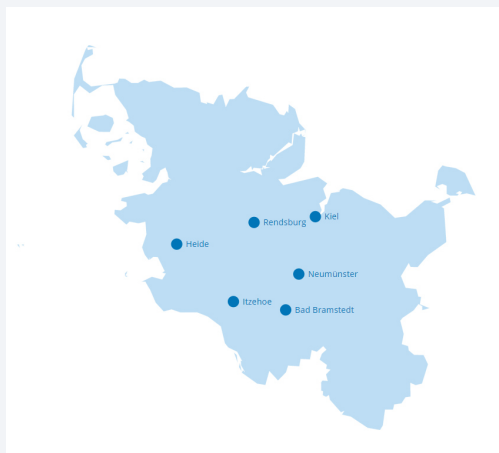 Kiel
Rendsburg
Heide
Neumünster
Itzehoe
Bad Bramstedt